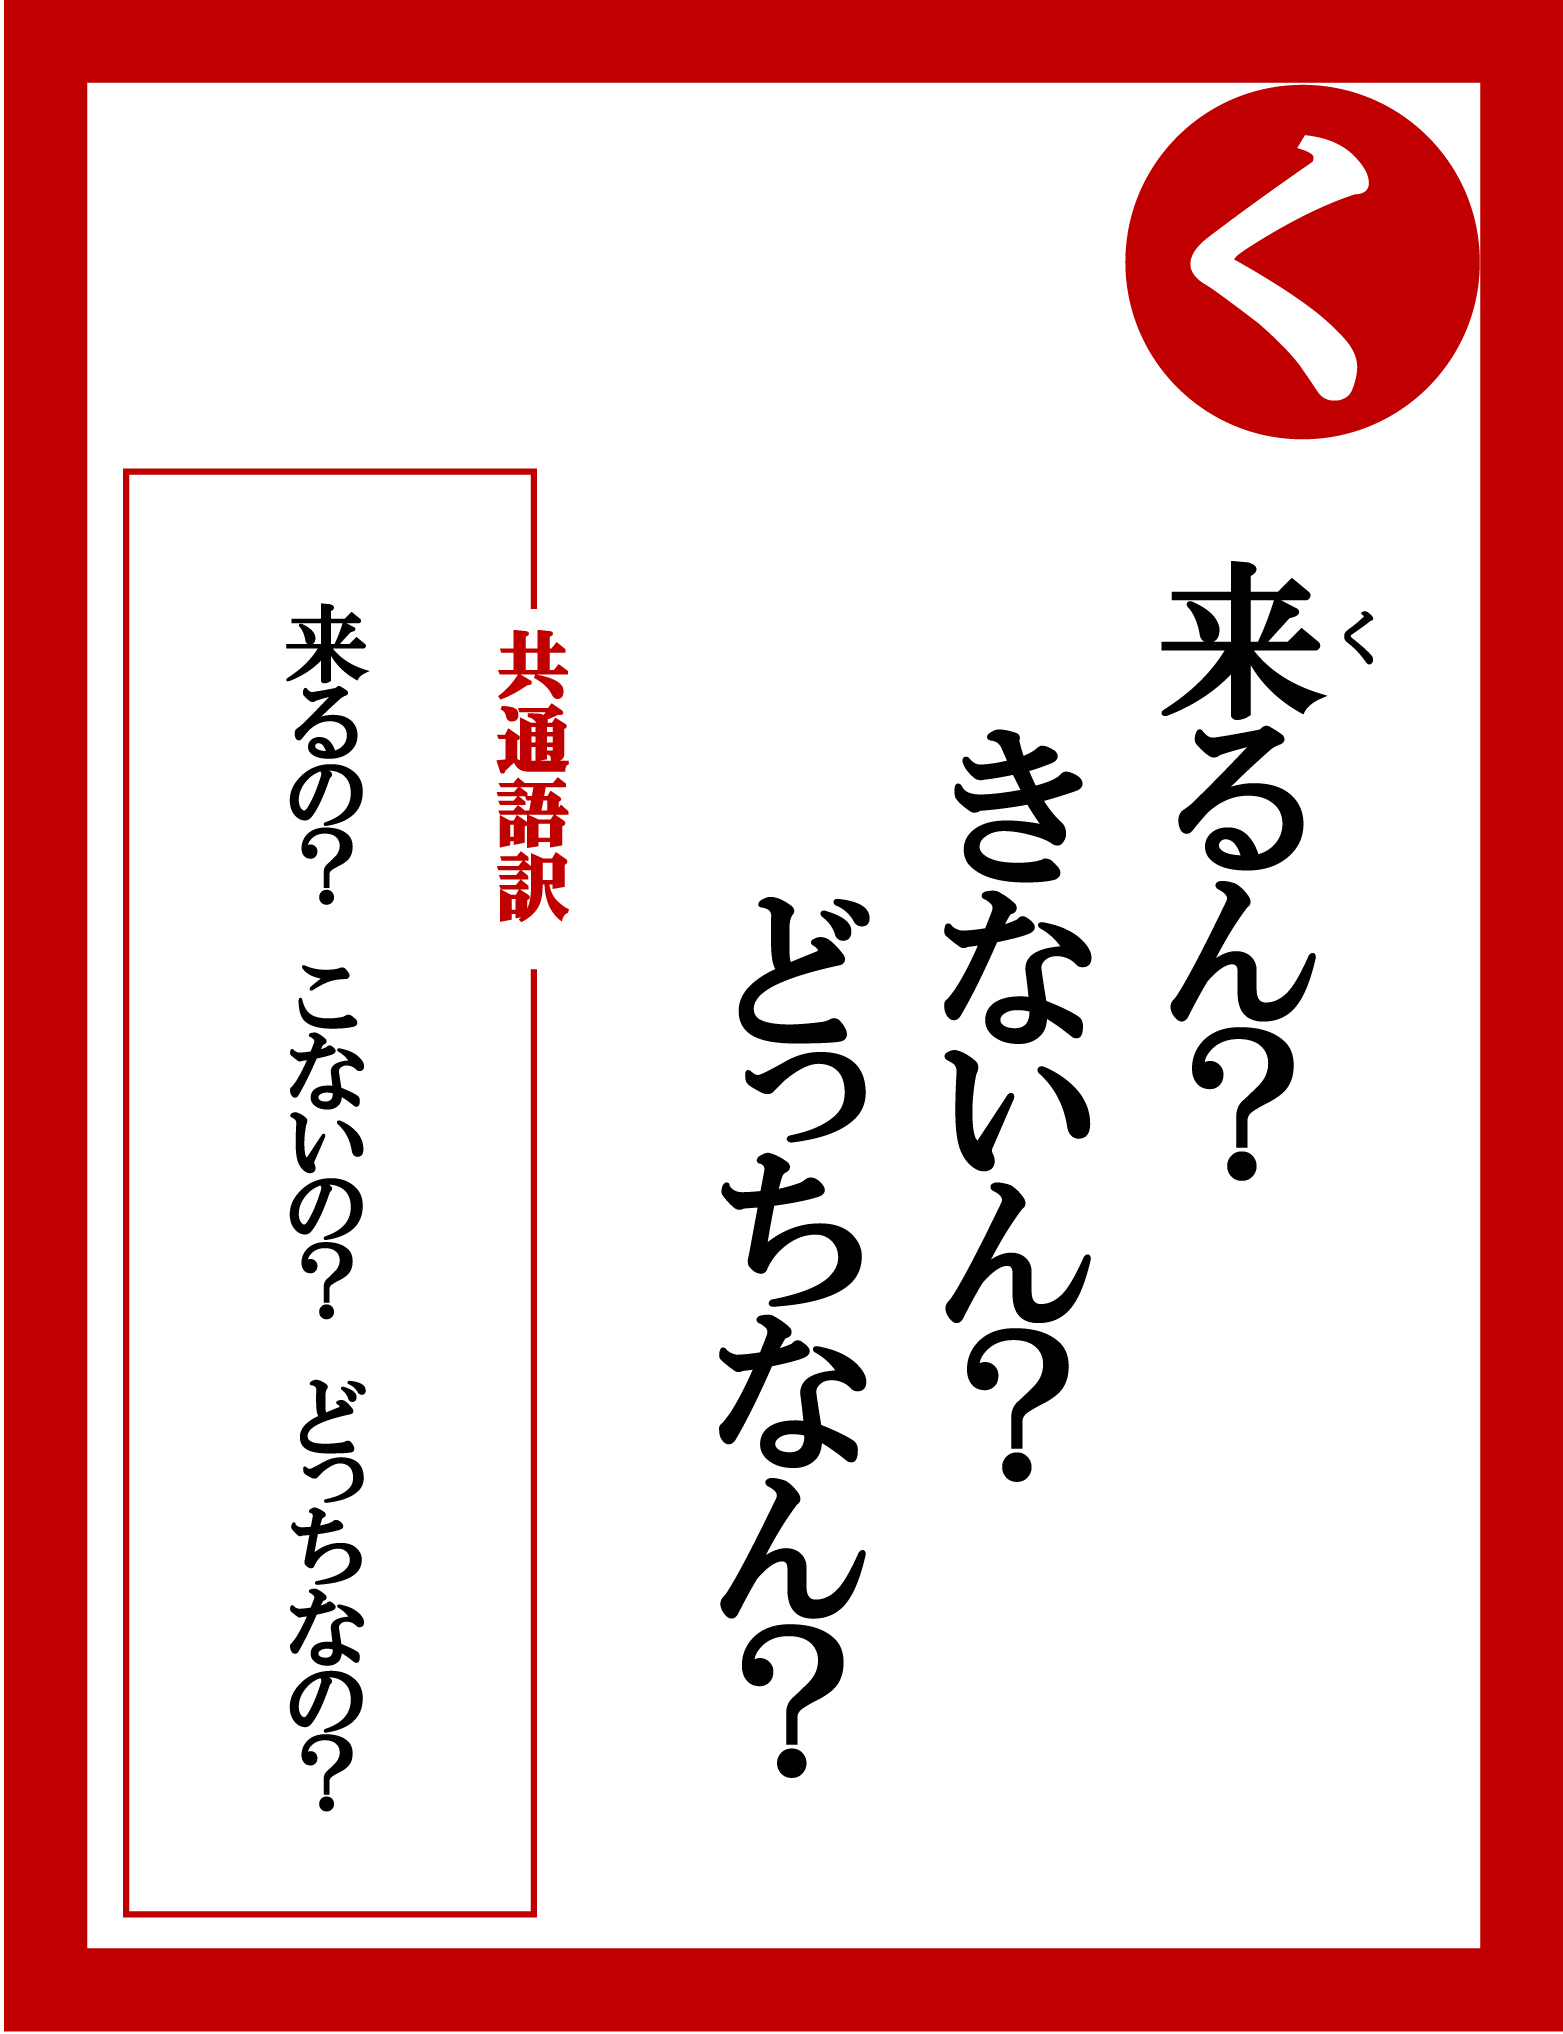 く
来るん？
きないん？
どっちなん？
共通語訳
来るの？　こないの？　どっちなの？